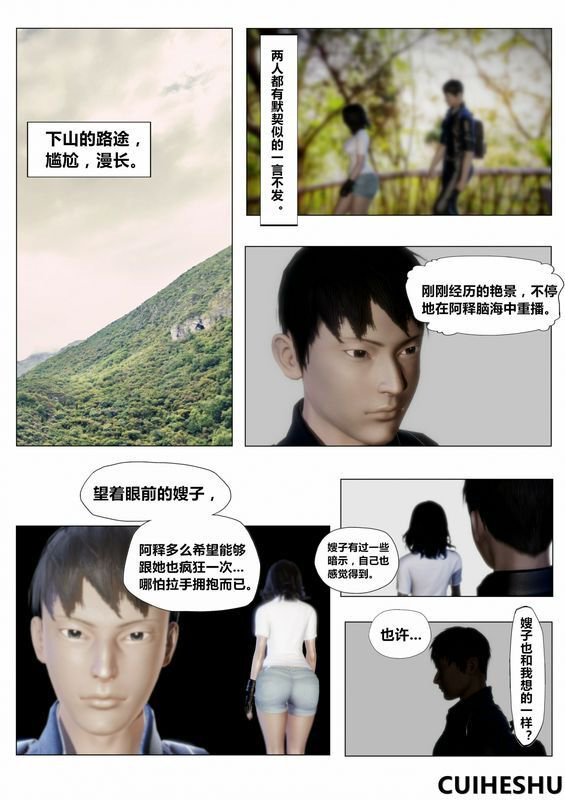 下山的路途，
尴尬，漫长。
两人都有默契似的一言不发。
刚刚经历的艳景，不停
地在阿释脑海中重播。
望着眼前的嫂子，
阿释多么希望能够
跟她也疯狂一次...
哪怕拉手拥抱而已。
嫂子有过一些
暗示，自己也
感觉得到。
也许...
嫂子也和我想的一样？
CUIHESHU